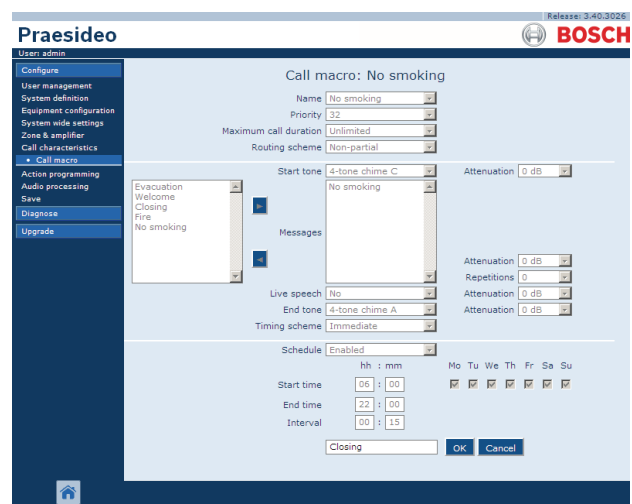 Release: 3.40.3026
Praesideo
BOSCH
User: admin
Configure
User management
System definition
Equipment configuration
System wide settings
Zone & amplifier
Call characteristics
• Call macro
Action programming
Audio processing
Save
Diagnose
Upgrade
Call macro: No smoking
Name No smoking
Priority 32
Maximum call duration Unlimited
Routing scheme Non-partial
Start tone 4-tone chime C Attenuation 0 dB
Evacuation
Welcome
Closing
Fire
No smoking
Messages
No smoking
Attenuation 0 dB
Repetitions 0
Live speech No Attenuation 0 dB
End tone 4-tone chime A Attenuation 0 dB
Timing scheme Immediate
Schedule Enabled
hh : mm Mo Tu We Th Fr Sa Su
Start time 06 : 00
End time 22 : 00
Interval 00 : 15
Closing OK Cancel